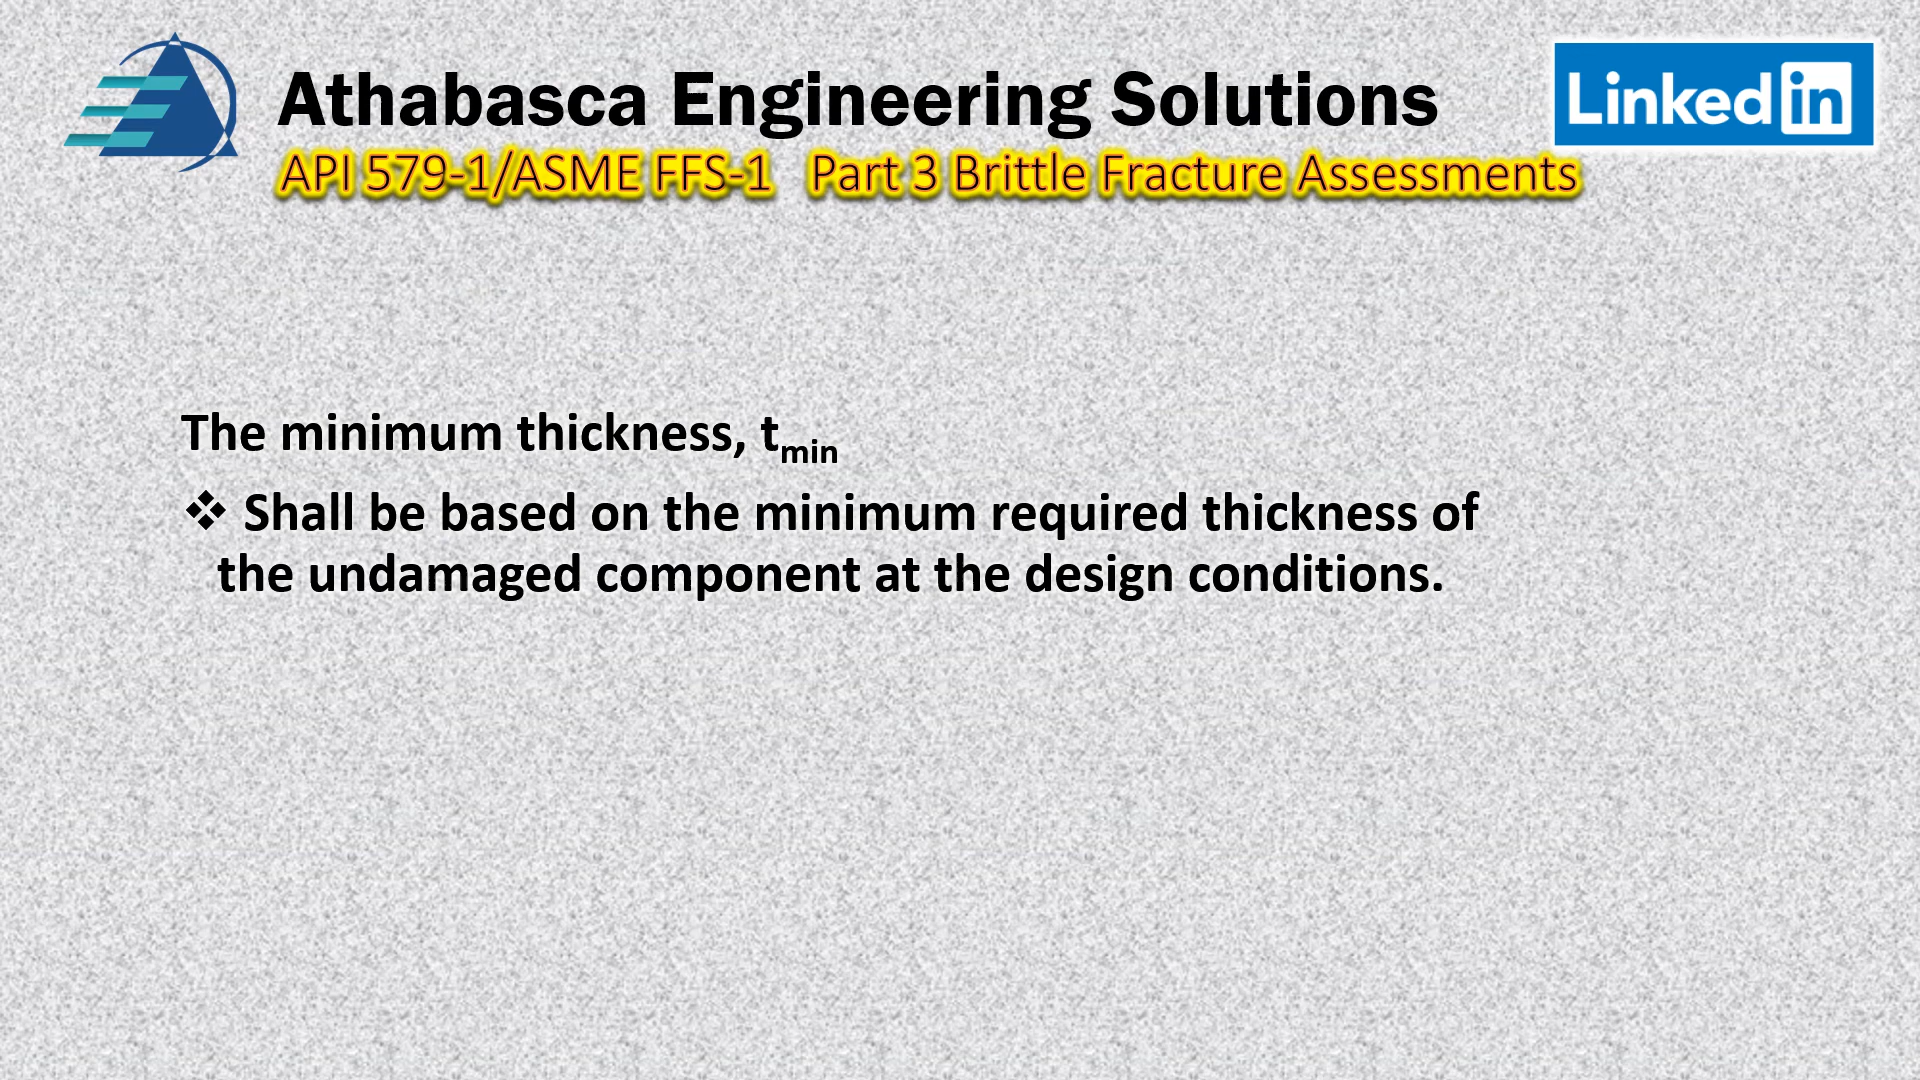 Athabasca Engineering Solutions
Linked in
API 579-1/ASME FFS-1 Part 3 Brittle Fracture Assessments
The minimum thickness, tmin
❖ Shall be based on the minimum required thickness of
the undamaged component at the design conditions.